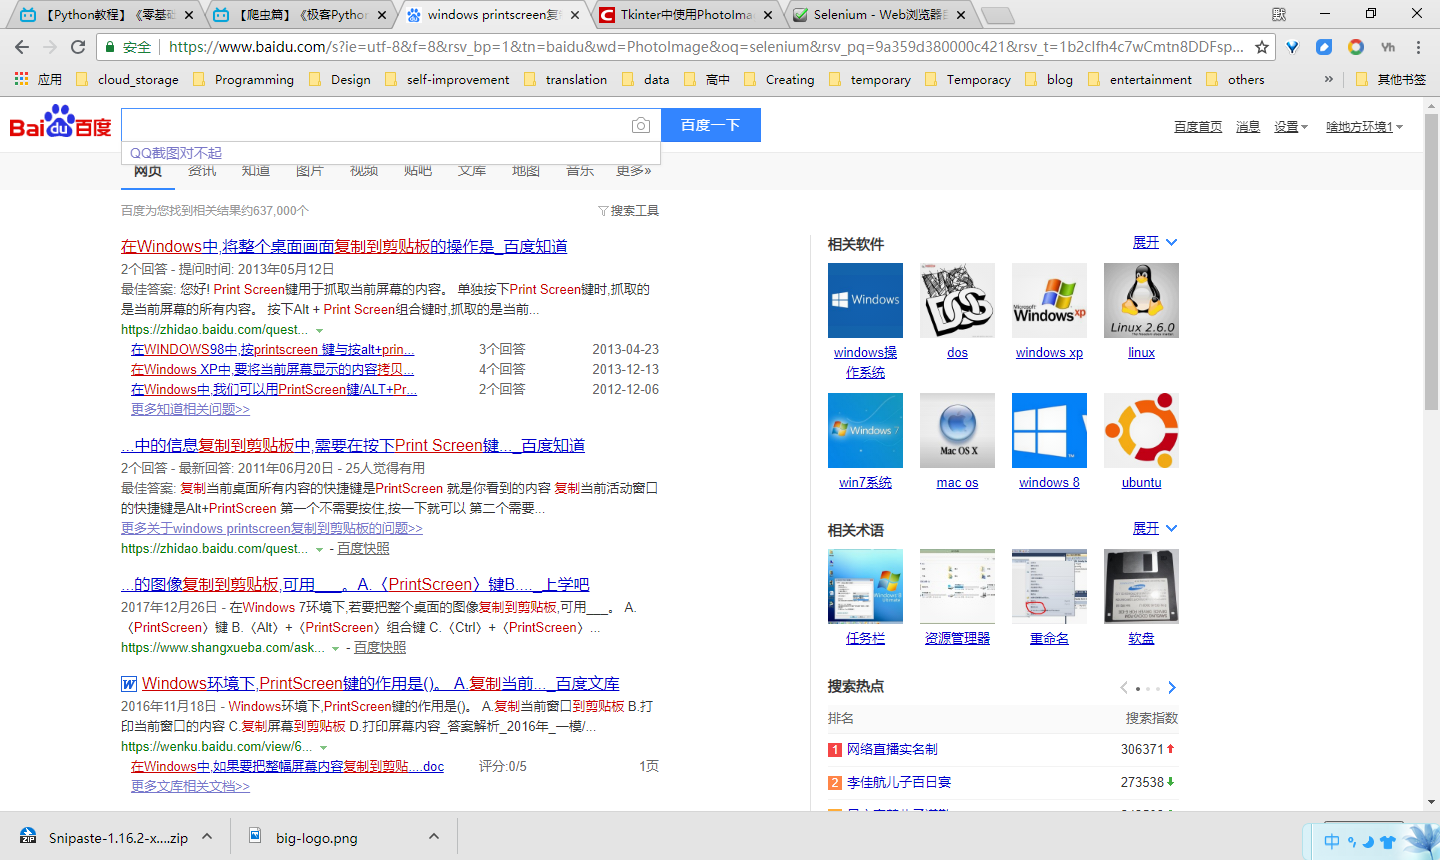 【Python教程】《零基础
【爬虫篇】《极客Python
windows printscreen复制
Tkinter中使用PhotoIma
Selenium - Web浏览器自
默
安全 https://www.baidu.com/s?ie=utf-8&f=8&rsv_bp=1&tn=baidu&wd=PhotoImage&oq=selenium&rsv_pq=9a359d380000c421&rsv_t=1b2clfh4c7wCmtn8DDFsp...
应用 cloud_storage Programming Design self-improvement translation data 高中 Creating temporary Temporacy blog entertainment others » 其他书签
Bai du 百度
百度一下
百度首页 消息 设置 啥地方环境1
QQ截图对不起
网页 资讯 知道 图片 视频 贴吧 文库 地图 音乐 更多»
百度为您找到相关结果约637,000个 搜索工具
在Windows中,将整个桌面画面复制到剪贴板的操作是_百度知道
2个回答 - 提问时间: 2013年05月12日
最佳答案: 您好! Print Screen键用于抓取当前屏幕的内容。 单独按下Print Screen键时,抓取的
是当前屏幕的所有内容。 按下Alt + Print Screen组合键时,抓取的是当前...
https://zhidao.baidu.com/quest...
在WINDOWS98中,按printscreen 键与按alt+prin... 3个回答 2013-04-23
在Windows XP中,要将当前屏幕显示的内容拷贝... 4个回答 2013-12-13
在Windows中,我们可以用PrintScreen键/ALT+Pr... 2个回答 2012-12-06
更多知道相关问题>>
...中的信息复制到剪贴板中,需要在按下Print Screen键..._百度知道
2个回答 - 最新回答: 2011年06月20日 - 25人觉得有用
最佳答案: 复制当前桌面所有内容的快捷键是PrintScreen 就是你看到的内容 复制当前活动窗口
的快捷键是Alt+PrintScreen 第一个不需要按住,按一下就可以 第二个需要...
更多关于windows printscreen复制到剪贴板的问题>>
https://zhidao.baidu.com/quest... - 百度快照
...的图像复制到剪贴板,可用___。A.〈PrintScreen〉键B...._上学吧
2017年12月26日 - 在Windows 7环境下,若要把整个桌面的图像复制到剪贴板,可用___。 A.
〈PrintScreen〉键 B.〈Alt〉+〈PrintScreen〉组合键 C.〈Ctrl〉+〈PrintScreen〉...
https://www.shangxueba.com/ask... - 百度快照
W Windows环境下,PrintScreen键的作用是()。 A.复制当前..._百度文库
2016年11月18日 - Windows环境下,PrintScreen键的作用是()。 A.复制当前窗口到剪贴板 B.打
印当前窗口的内容 C.复制屏幕到剪贴板 D.打印屏幕内容_答案解析_2016年_一模/...
https://wenku.baidu.com/view/6...
在Windows中,如果要把整幅屏幕内容复制到剪贴....doc 评分:0/5 1页
更多文库相关文档>>
相关软件 展开
Windows
MS DOS
Microsoft Windows xp
Linux 2.6.0
windows操作系统 dos windows xp linux
Windows 7
Mac OS X
win7系统 mac os windows 8 ubuntu
相关术语 展开
任务栏 资源管理器 重命名 软盘
搜索热点
排名 搜索指数
1 网络直播实名制 306371
2 李佳航儿子百日宴 273538
Snipaste-1.16.2-x....zip
big-logo.png
中